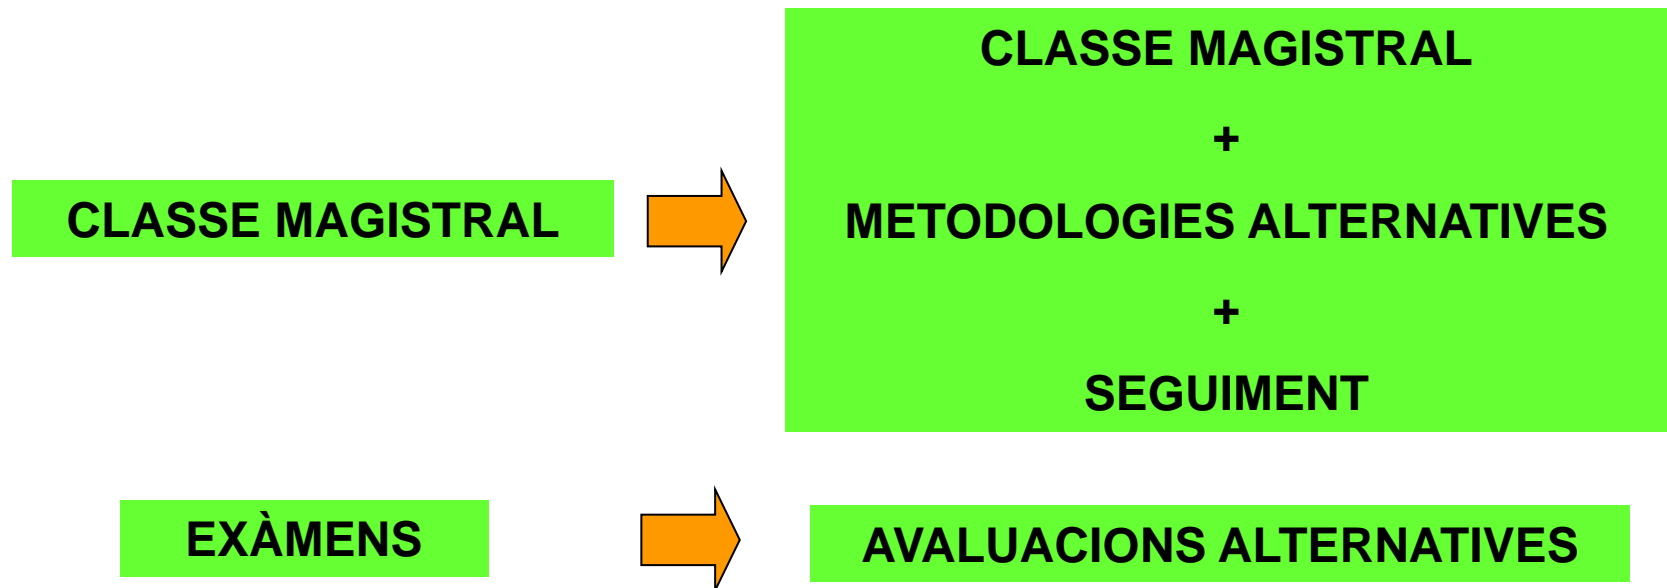 CLASSE MAGISTRAL
CLASSE MAGISTRAL
+
METODOLOGIES ALTERNATIVES
+
SEGUIMENT
EXÀMENS
AVALUACIONS ALTERNATIVES